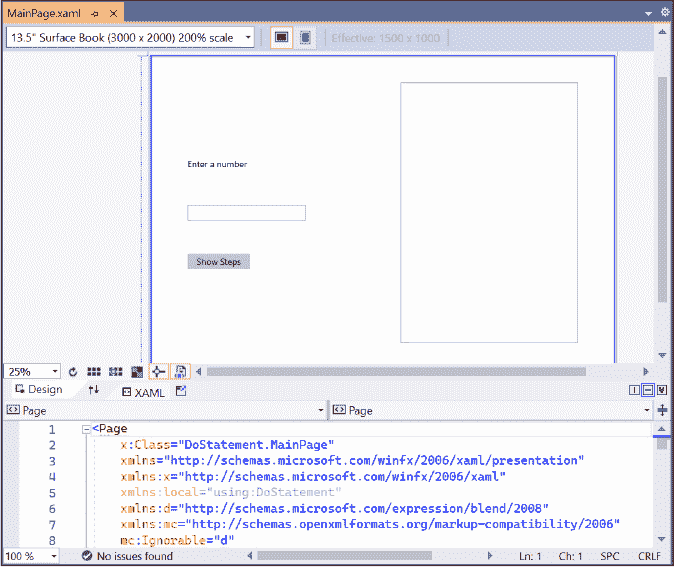 MainPage.xaml
13.5" Surface Book (3000 x 2000) 200% scale
Effective: 1500 x 1000
Enter a number
Show Steps
25%
Design
XAML
Page
Page
1 <Page
2 x:Class="DoStatement.MainPage"
3 xmlns="http://schemas.microsoft.com/winfx/2006/xaml/presentation"
4 xmlns:x="http://schemas.microsoft.com/winfx/2006/xaml"
5 xmlns:local="using:DoStatement"
6 xmlns:d="http://schemas.microsoft.com/expression/blend/2008"
7 xmlns:mc="http://schemas.openxmlformats.org/markup-compatibility/2006"
8 mc:Ignorable="d"
100 % No issues found Ln: 1 Ch: 1 SPC CRLF